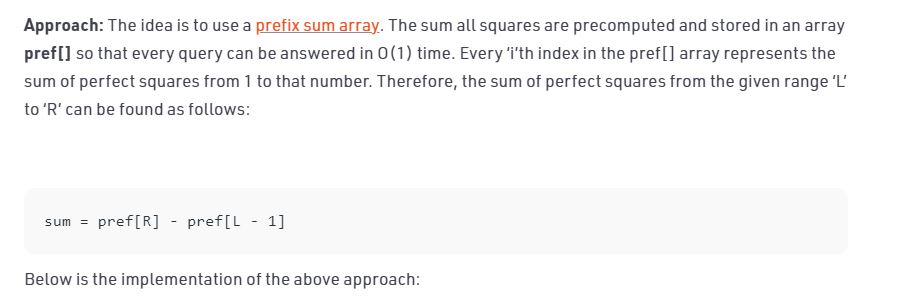 Approach: The idea is to use a prefix sum array. The sum all squares are precomputed and stored in an array
pref[] so that every query can be answered in O(1) time. Every ‘i’th index in the pref[] array represents the
sum of perfect squares from 1 to that number. Therefore, the sum of perfect squares from the given range ‘L’
to ‘R’ can be found as follows:
sum = pref[R] - pref[L - 1]
Below is the implementation of the above approach: